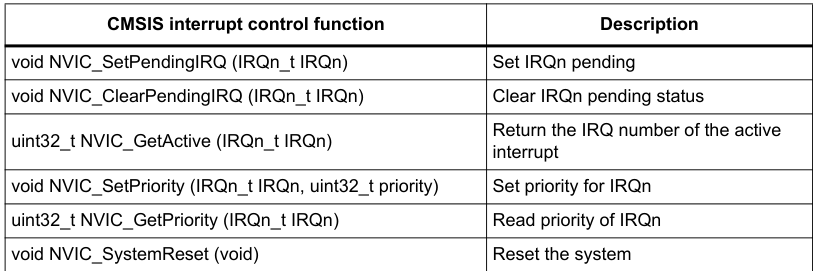 CMSIS interrupt control function Description
void NVIC_SetPendingIRQ (IRQn_t IRQn) Set IRQn pending
void NVIC_ClearPendingIRQ (IRQn_t IRQn) Clear IRQn pending status
uint32_t NVIC_GetActive (IRQn_t IRQn) Return the IRQ number of the active
interrupt
void NVIC_SetPriority (IRQn_t IRQn, uint32_t priority) Set priority for IRQn
uint32_t NVIC_GetPriority (IRQn_t IRQn) Read priority of IRQn
void NVIC_SystemReset (void) Reset the system